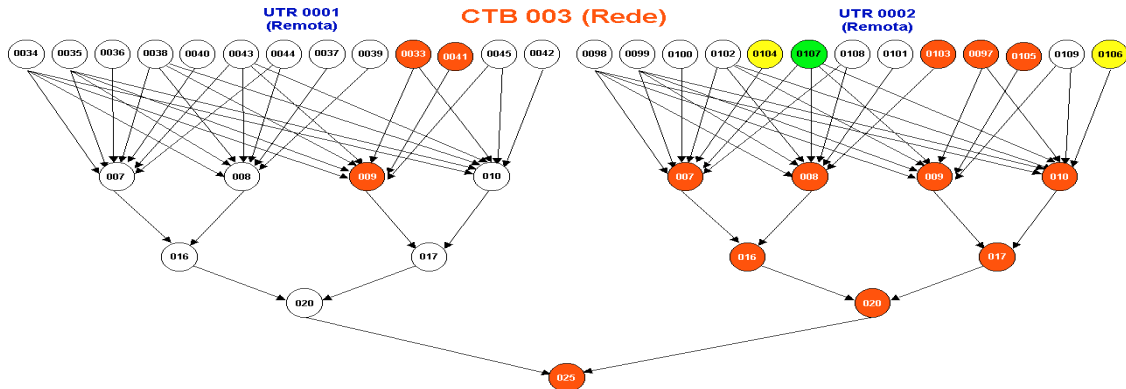 UTR 0001
(Remota)
CTB 003 (Rede)
UTR 0002
(Remota)
0034 0035 0036 0038 0040 0043 0044 0037 0039 0033 0041 0045 0042
0098 0099 0100 0102 0104 0107 0108 0101 0103 0097 0105 0109 0106
007 008 009 010
007 008 009 010
016 017
016 017
020
020
025